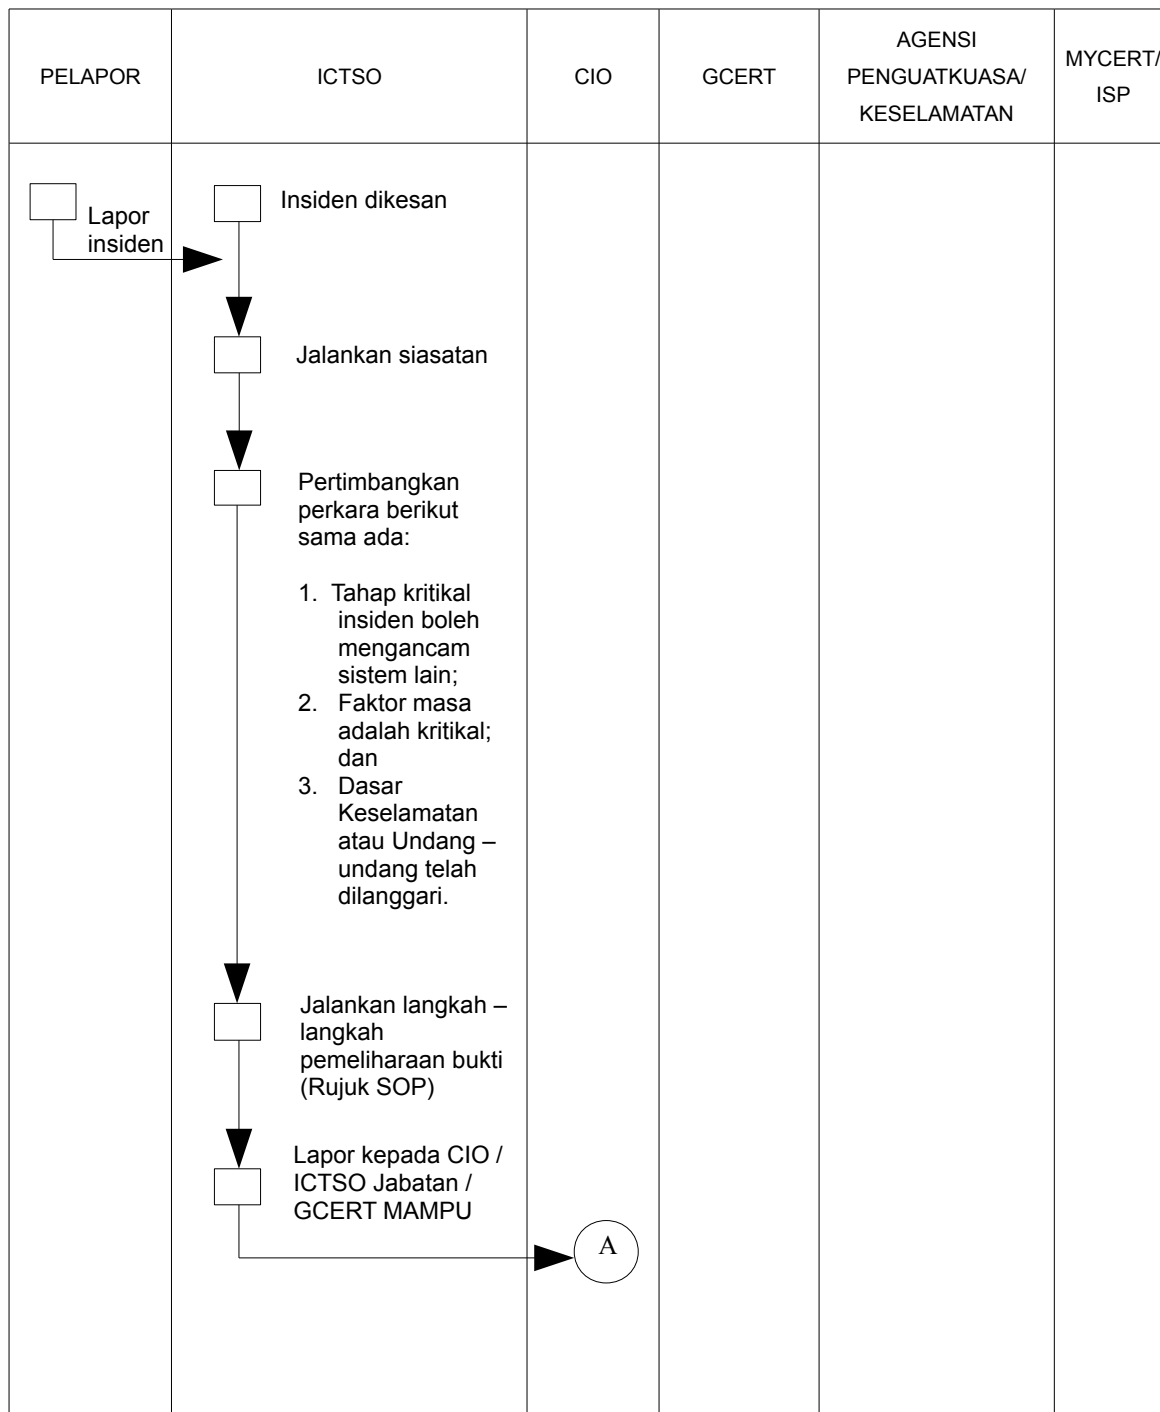 PELAPOR
ICTSO
CIO
GCERT
AGENSI
PENGUATKUASA/
KESELAMATAN
MYCERT/
ISP
Lapor
insiden
Insiden dikesan
Jalankan siasatan
Pertimbangkan
perkara berikut
sama ada:
1. Tahap kritikal
insiden boleh
mengancam
sistem lain;
2. Faktor masa
adalah kritikal;
dan
3. Dasar
Keselamatan
atau Undang –
undang telah
dilanggari.
Jalankan langkah –
langkah
pemeliharaan bukti
(Rujuk SOP)
Lapor kepada CIO /
ICTSO Jabatan /
GCERT MAMPU
A